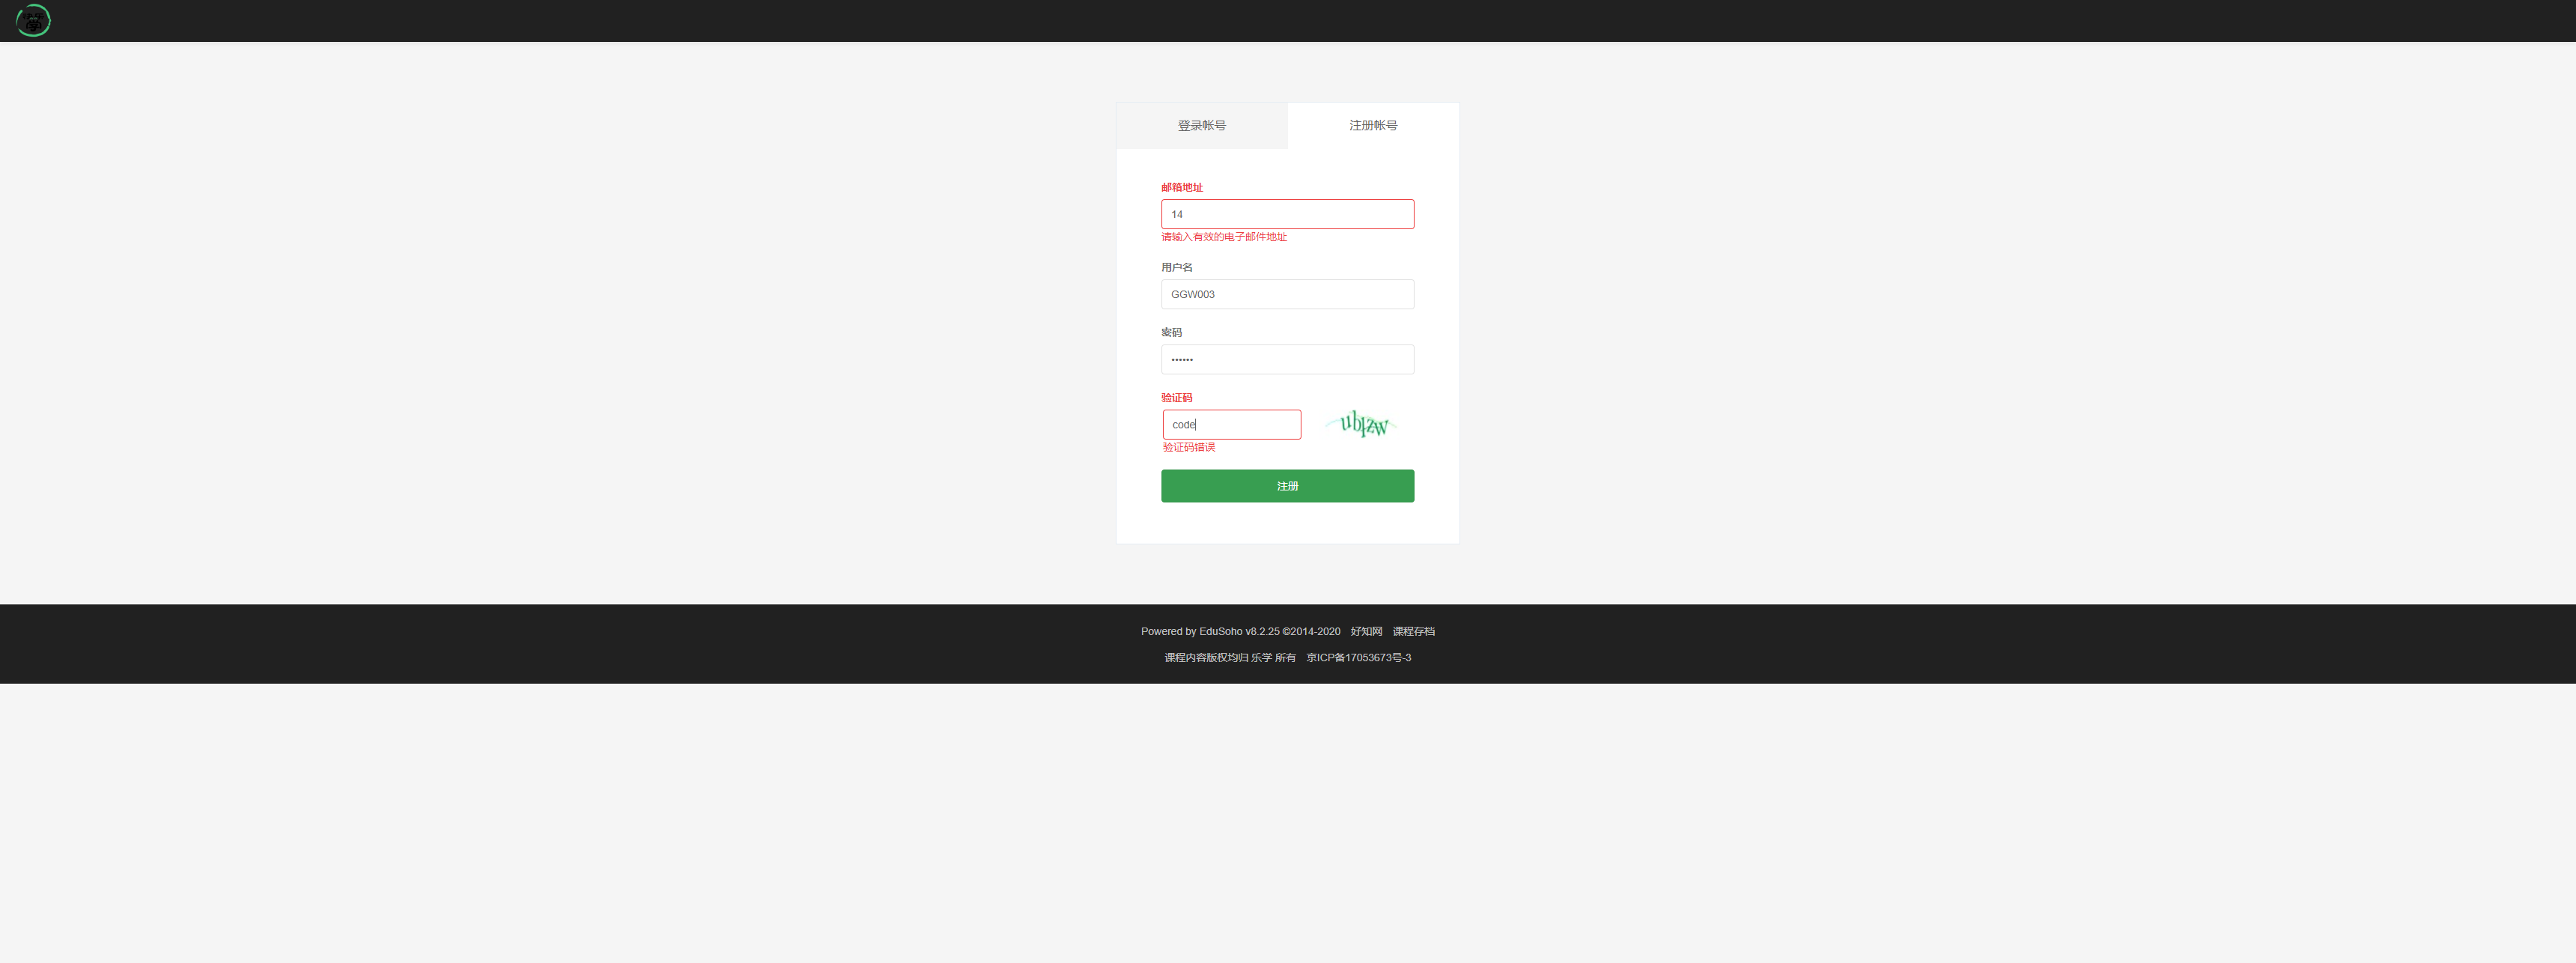 登录帐号 注册帐号
邮箱地址
14
请输入有效的电子邮件地址
用户名
GGW003
密码
••••••
验证码
code
验证码错误
注册
Powered by EduSoho v8.2.25 ©2014-2020 好知网 课程存档
课程内容版权均归 乐学 所有 京ICP备17053673号-3